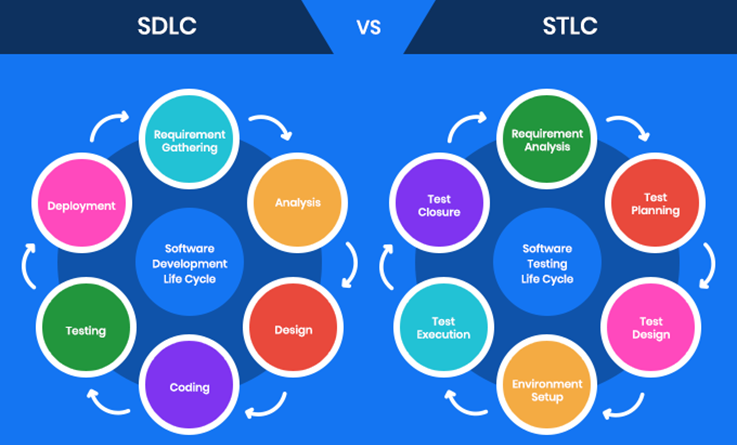 SDLC
VS
STLC
Requirement
Gathering
Analysis
Design
Coding
Testing
Deployment
Software
Development
Life Cycle
Requirement
Analysis
Test
Planning
Test
Design
Environment
Setup
Test
Execution
Test
Closure
Software
Testing
Life Cycle